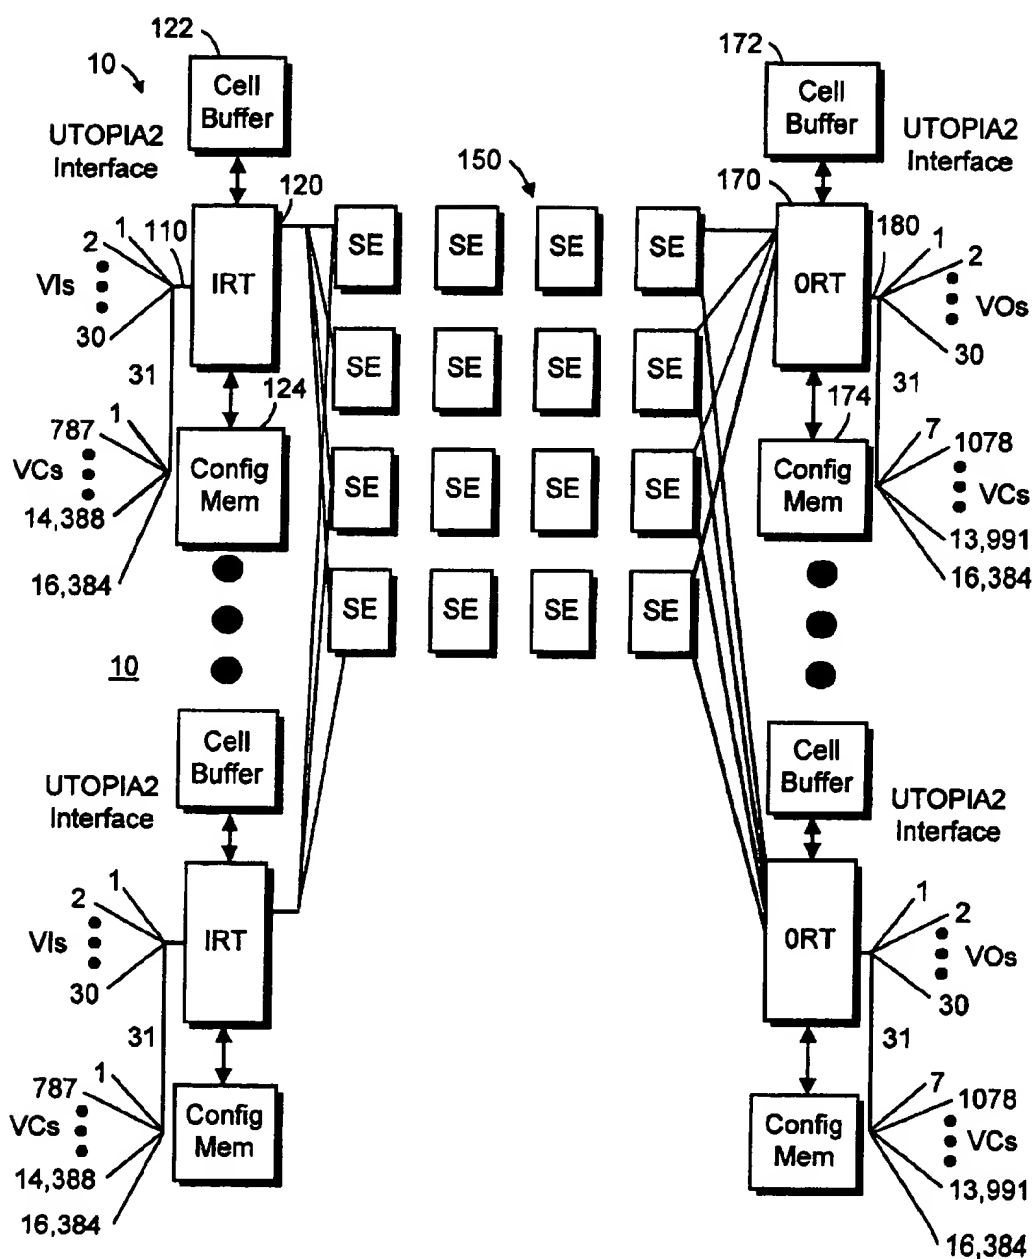 122
10
Cell
Buffer
UTOPIA2
Interface
120
110
1
2
VIs
30
31
IRT
124
1
787
VCs
14,388
16,384
Config
Mem
150
SE SE SE SE
SE SE SE SE
SE SE SE SE
SE SE SE SE
172
Cell
Buffer
UTOPIA2
Interface
170
180
0RT
1
2
VOs
30
31
174
Config
Mem
7
1078
VCs
13,991
16,384
10
Cell
Buffer
UTOPIA2
Interface
1
2
VIs
30
31
IRT
1
787
VCs
14,388
16,384
Config
Mem
Cell
Buffer
UTOPIA2
Interface
0RT
1
2
VOs
30
31
7
1078
VCs
13,991
16,384
Config
Mem